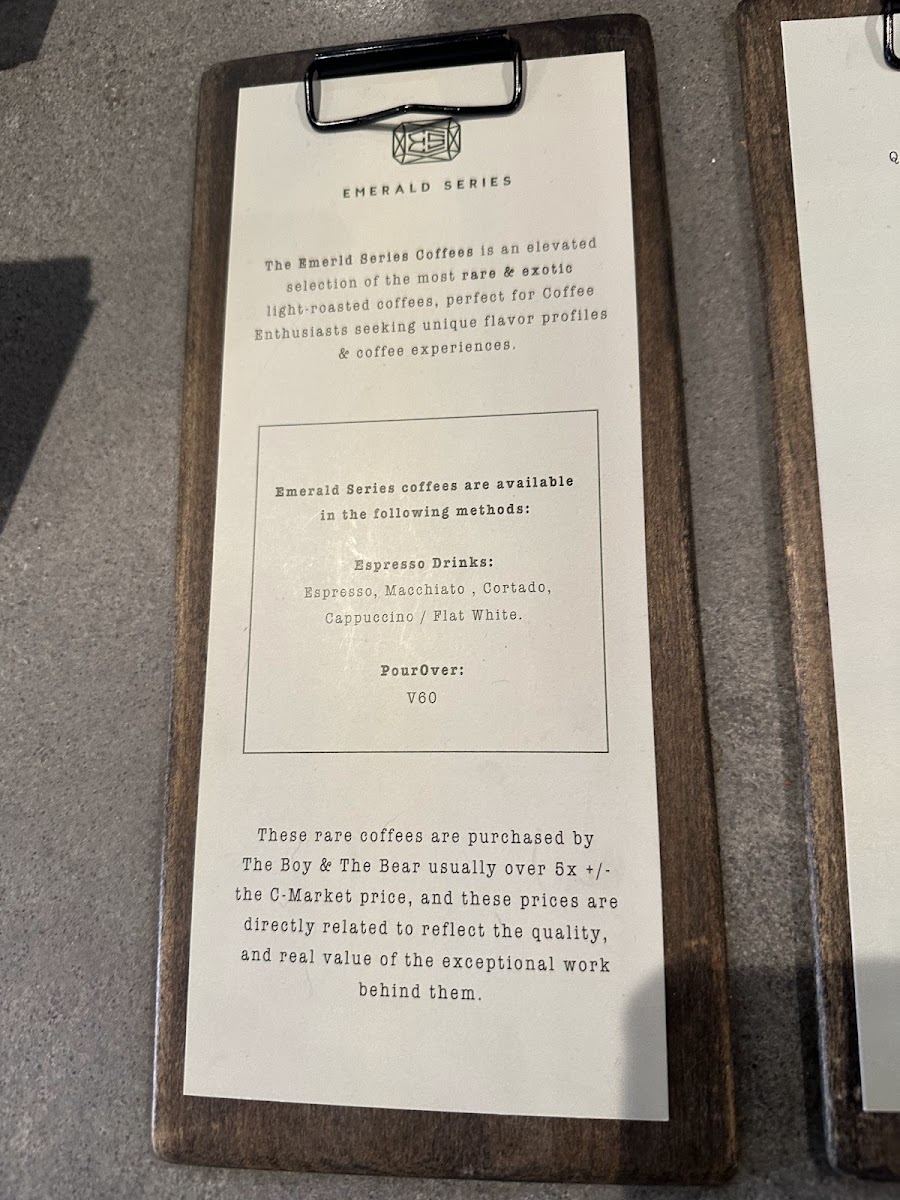 EMERALD SERIES
The Emerld Series Coffees is an elevated
selection of the most rare & exotic
light-roasted coffees, perfect for Coffee
Enthusiasts seeking unique flavor profiles
& coffee experiences.
Emerald Series coffees are available
in the following methods:
Espresso Drinks:
Espresso, Macchiato , Cortado,
Cappuccino / Flat White.
PourOver:
V60
These rare coffees are purchased by
The Boy & The Bear usually over 5x +/-
the C-Market price, and these prices are
directly related to reflect the quality,
and real value of the exceptional work
behind them.
Q